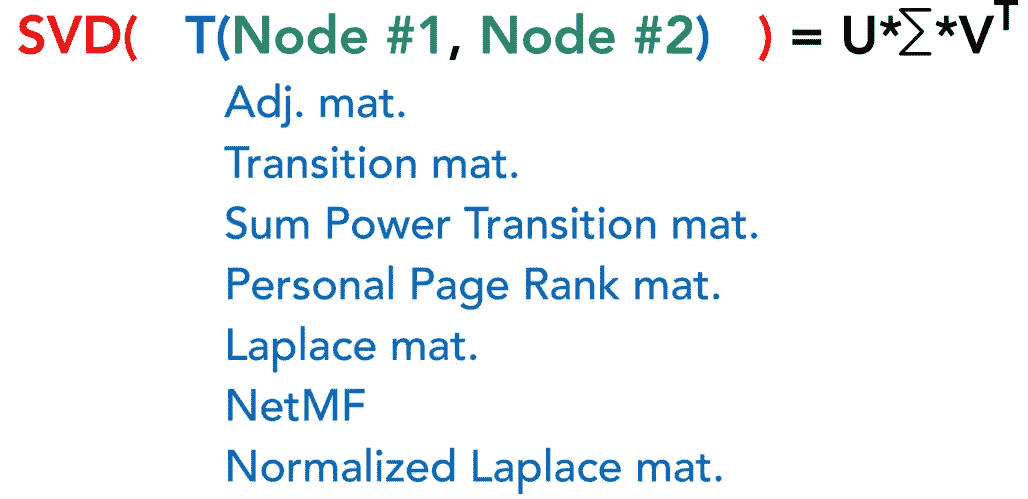 SVD( T(Node #1, Node #2) ) = U*∑*V^T
Adj. mat.
Transition mat.
Sum Power Transition mat.
Personal Page Rank mat.
Laplace mat.
NetMF
Normalized Laplace mat.